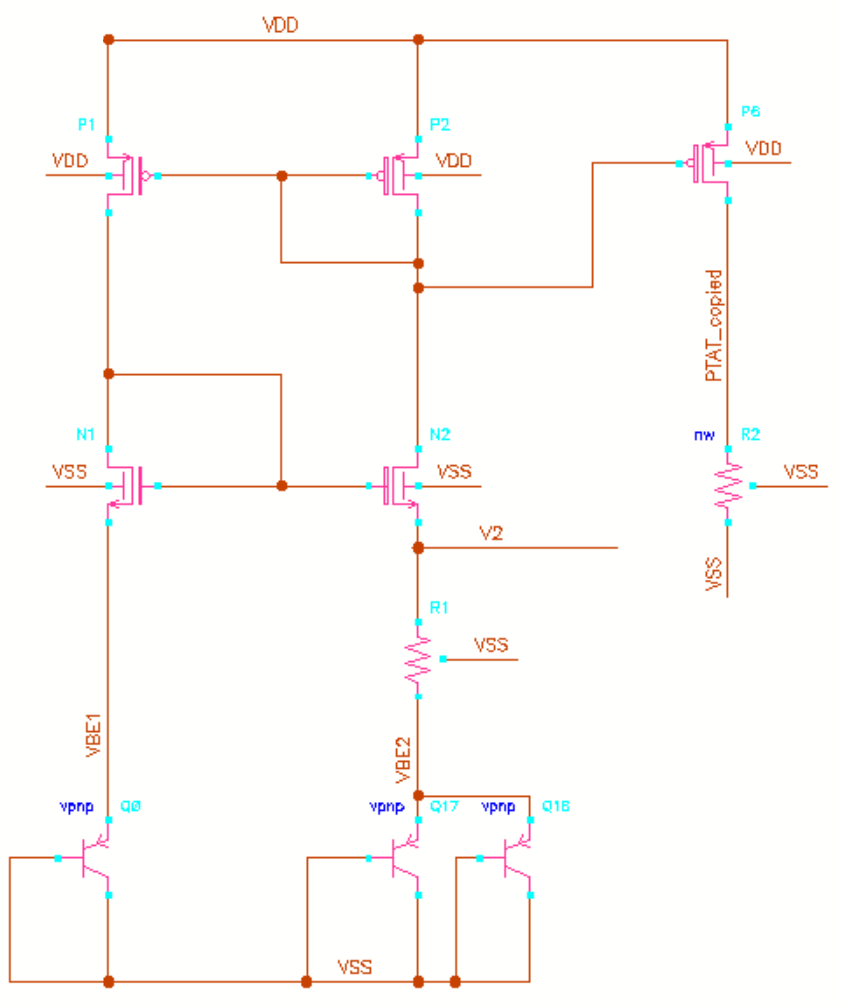 VDD
P1
P2
P6
VDD
VDD
VDD
PTAT_copied
N1
N2
nw
R2
VSS
VSS
VSS
V2
VSS
R1
VSS
VBE1
VBE2
vpnp
Q0
vpnp
Q17
vpnp
Q18
VSS